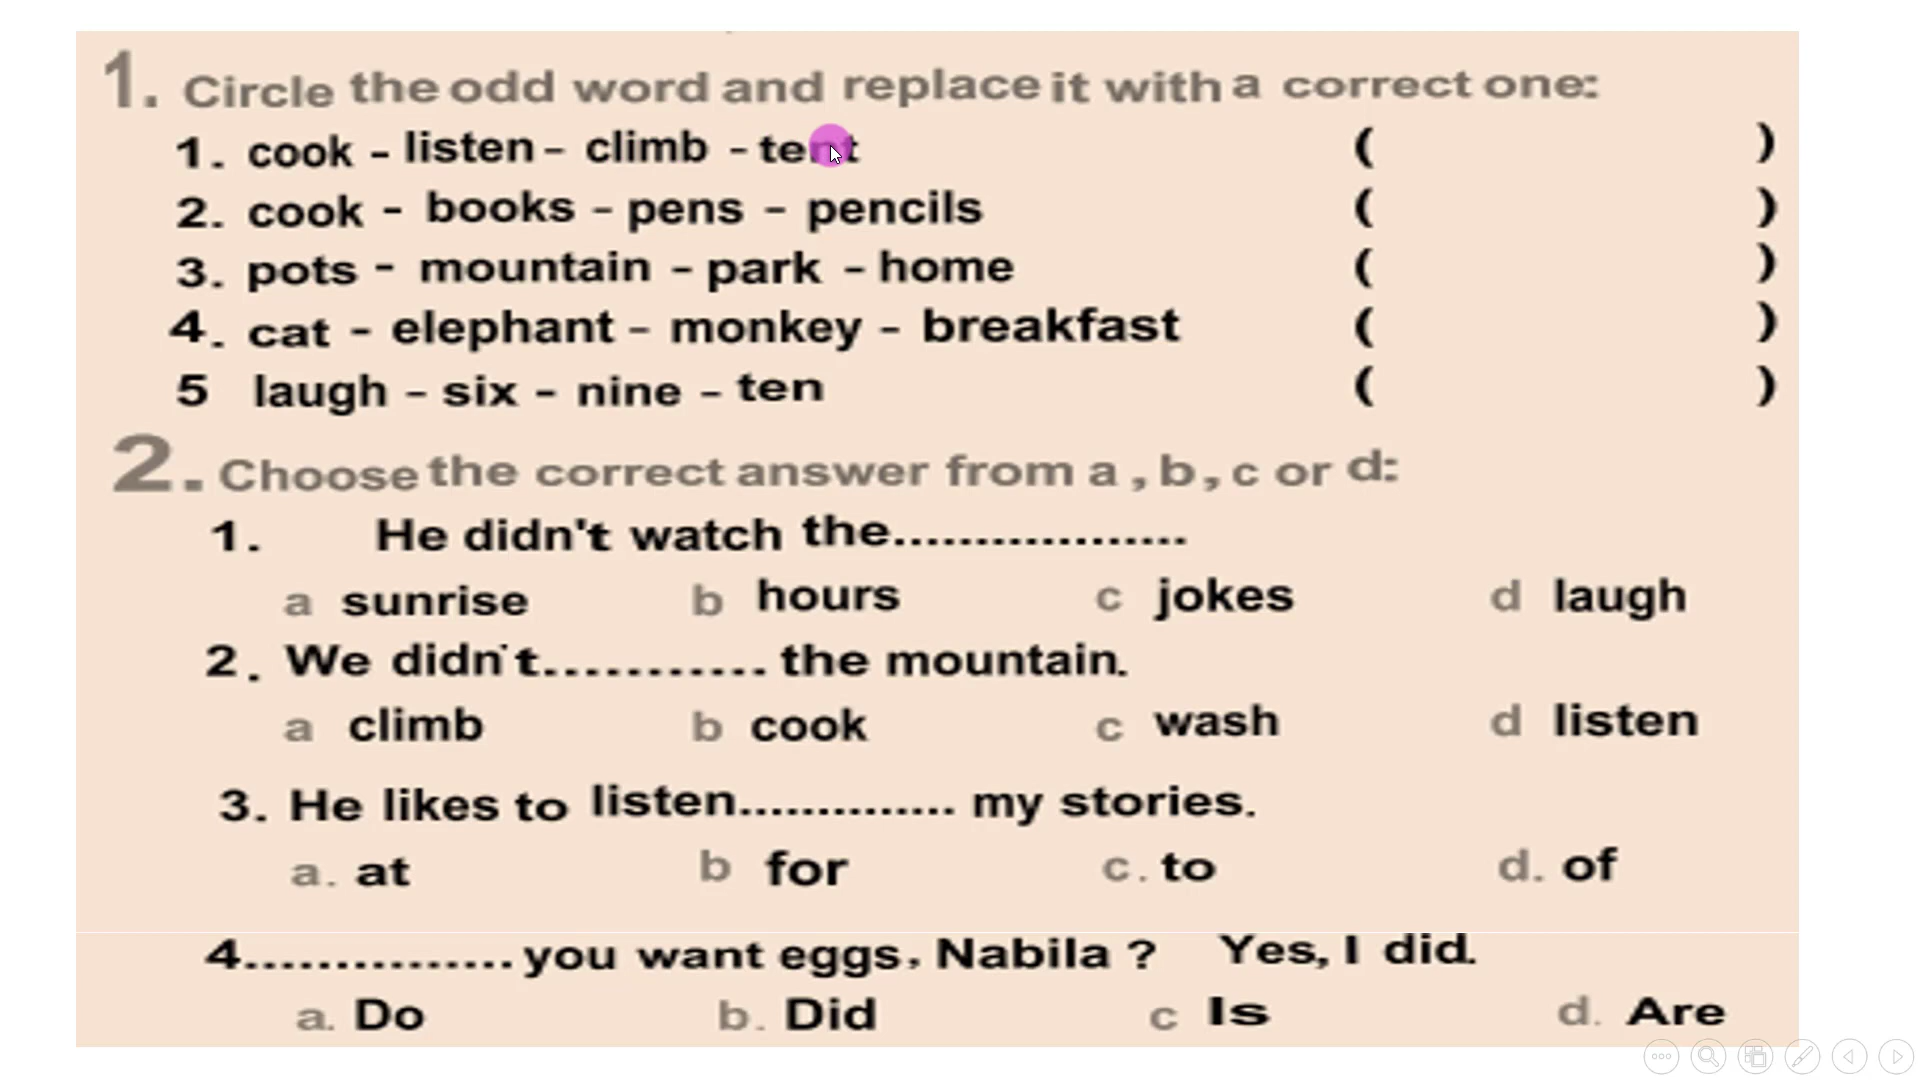 1. Circle the odd word and replace it with a correct one:
1. cook - listen - climb - tent ( )
2. cook - books - pens - pencils ( )
3. pots - mountain - park - home ( )
4. cat - elephant - monkey - breakfast ( )
5 laugh - six - nine - ten ( )
2. Choose the correct answer from a , b , c or d:
1. He didn't watch the..................
a sunrise b hours c jokes d laugh
2. We didn't........... the mountain.
a climb b cook c wash d listen
3. He likes to listen.............. my stories.
a. at b for c. to d. of
4............... you want eggs, Nabila ? Yes, I did.
a. Do b. Did c Is d. Are